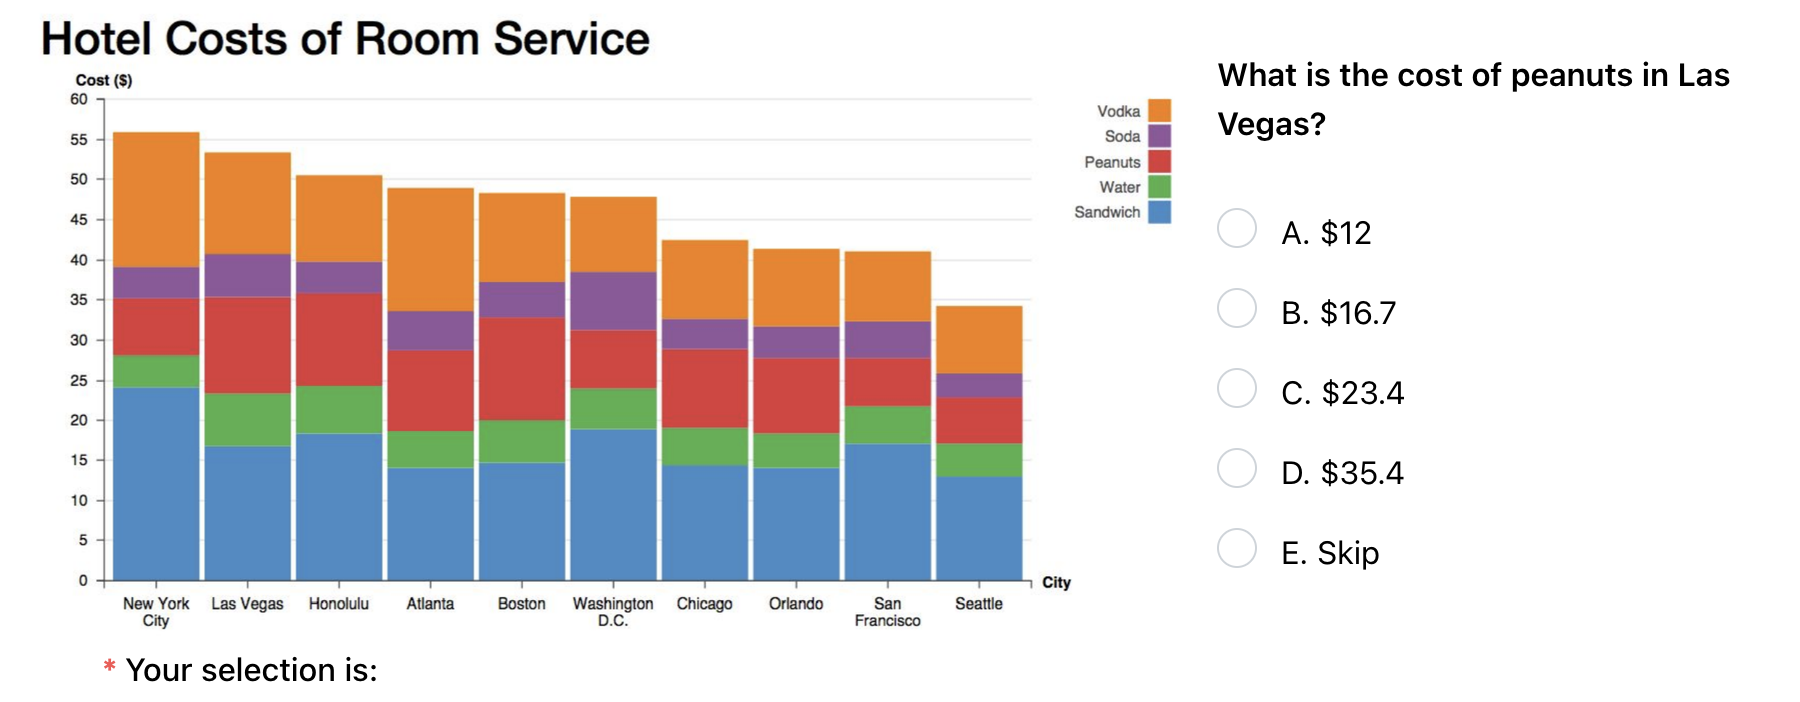 Hotel Costs of Room Service
Cost ($)
60
55
50
45
40
35
30
25
20
15
10
5
0
New York City
Las Vegas
Honolulu
Atlanta
Boston
Washington D.C.
Chicago
Orlando
San Francisco
Seattle
City
Vodka
Soda
Peanuts
Water
Sandwich
What is the cost of peanuts in Las
Vegas?
A. $12
B. $16.7
C. $23.4
D. $35.4
E. Skip
* Your selection is: